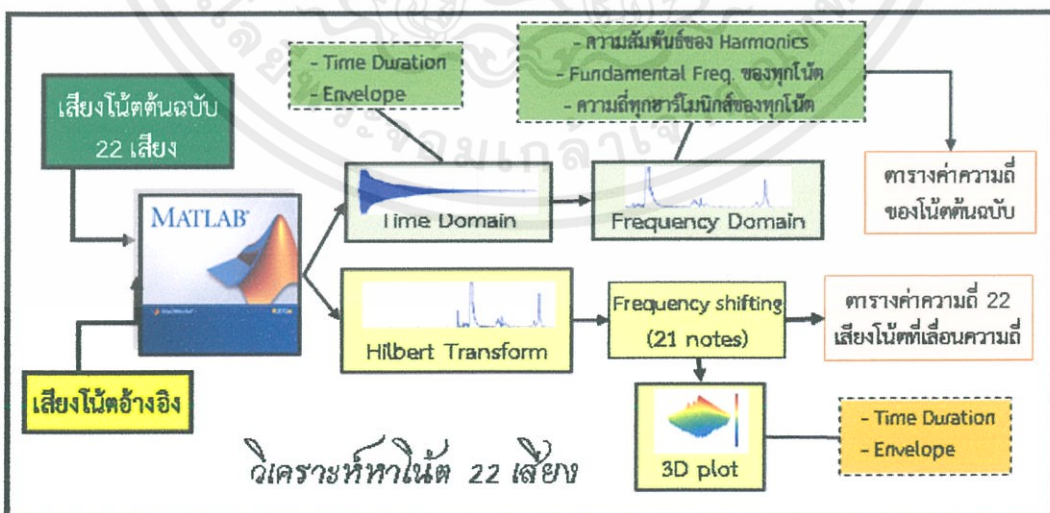 เสียงโน้ตต้นฉบับ
22 เสียง
- Time Duration
- Envelope
- ความสัมพันธ์ของ Harmonics
- Fundamental Freq. ของทุกโน้ต
- ความถี่ทุกฮาร์โมนิกส์ของทุกโน้ต
ตารางค่าความถี่
ของโน้ตต้นฉบับ
MATLAB
Time Domain
Frequency Domain
Hilbert Transform
Frequency shifting
(21 notes)
ตารางค่าความถี่ 22
เสียงโน้ตที่เลื่อนความถี่
เสียงโน้ตอ้างอิง
3D plot
- Time Duration
- Envelope
วิเคราะห์หาโน้ต 22 เสียง